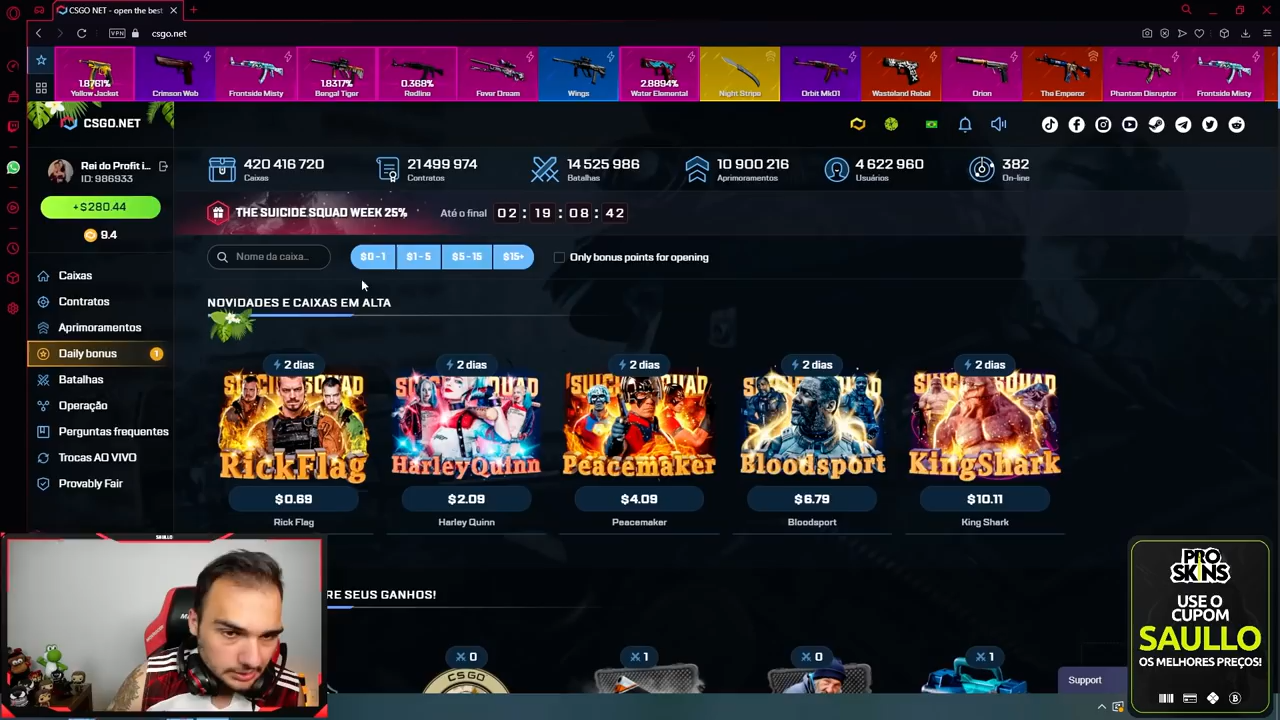 CSGO NET - open the best
VPN
csgo.net
1.8761%
Yellow Jacket
Crimson Web
Frontside Misty
1.8317%
Bengal Tiger
0.368%
Redline
Fever Dream
Wings
2.8894%
Water Elemental
Night Stripe
Orbit Mk01
Wasteland Rebel
Orion
The Emperor
Phantom Disruptor
Frontside Misty
CSGO.NET
Rei do Profit i...
ID: 986933
+$280.44
9.4
420 416 720
Caixas
21 499 974
Contratos
14 525 986
Batalhas
10 900 216
Aprimoramentos
4 622 960
Usuários
382
On-line
THE SUICIDE SQUAD WEEK 25%
Até o final
02 : 19 : 08 : 42
Nome da caixa...
$0 - 1
$1 - 5
$5 - 15
$15+
Only bonus points for opening
Caixas
Contratos
Aprimoramentos
Daily bonus
1
Batalhas
Operação
Perguntas frequentes
Trocas AO VIVO
Provably Fair
NOVIDADES E CAIXAS EM ALTA
2 dias
2 dias
2 dias
2 dias
2 dias
RickFlag
HarleyQuinn
Peacemaker
Bloodsport
KingShark
$0.69
$2.09
$4.09
$6.79
$10.11
Rick Flag
Harley Quinn
Peacemaker
Bloodsport
King Shark
RE SEUS GANHOS!
0
1
0
1
CSGO
Support
SAULLO
PRO
SKINS
USE O
CUPOM
SAULLO
OS MELHORES PREÇOS!